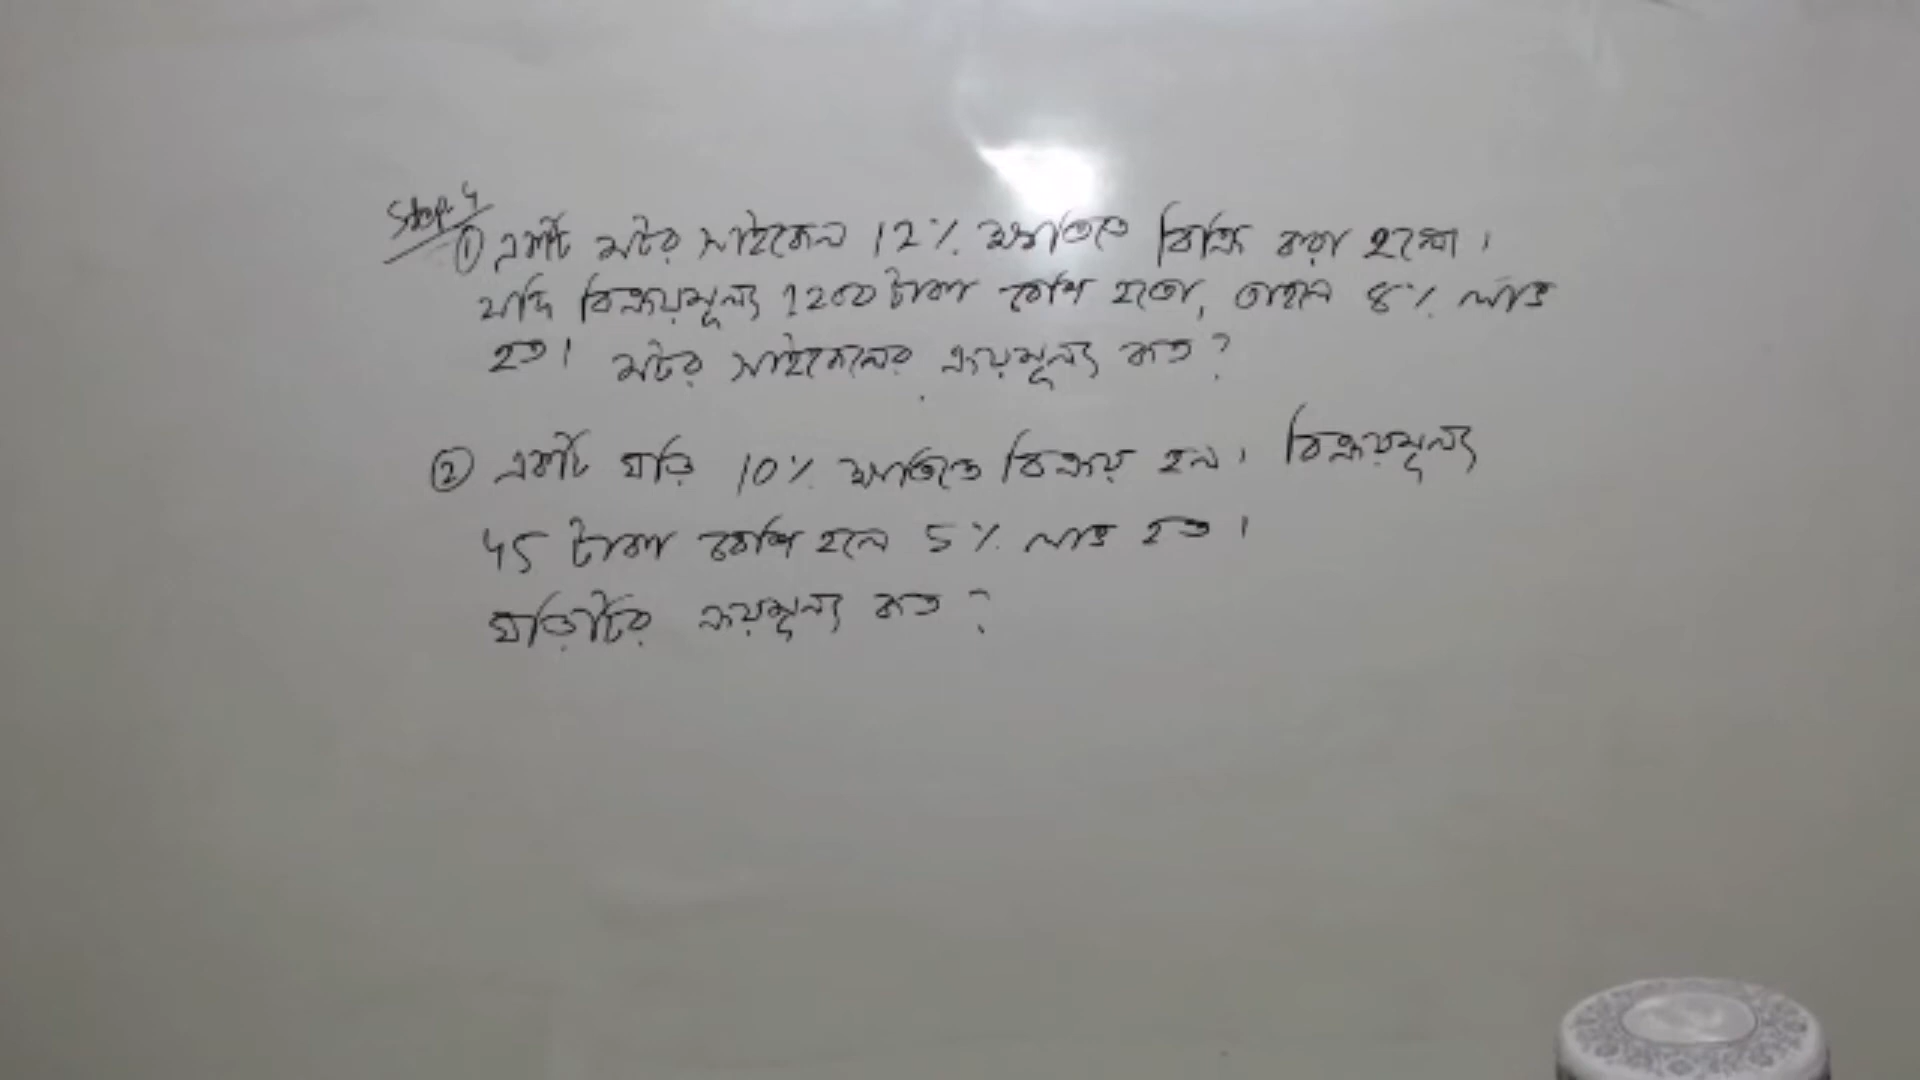 Step-4
① একটি মটর সাইকেল 12% ক্ষতিতে বিক্রি করা হলো।
যদি বিক্রয়মূল্য 1200 টাকা বেশি হতো, তাহলে 8% লাভ
হত। মটর সাইকেলের ক্রয়মূল্য কত?
② একটি ঘড়ি 10% ক্ষতিতে বিক্রয় হল। বিক্রয়মূল্য
45 টাকা বেশি হলে 5% লাভ হত।
ঘড়িটির ক্রয়মূল্য কত?